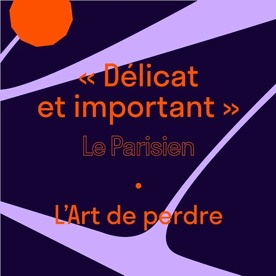 « Délicat
et important »
Le Parisien
L’Art de perdre